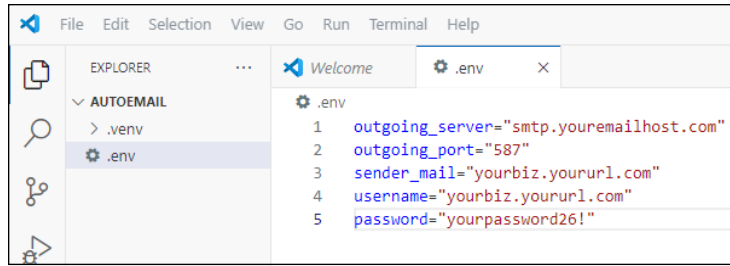 File Edit Selection View Go Run Terminal Help
EXPLORER ...
Welcome
.env
AUTOEMAIL
.venv
.env
.env
1 outgoing_server="smtp.youremailhost.com"
2 outgoing_port="587"
3 sender_mail="yourbiz.yoururl.com"
4 username="yourbiz.yoururl.com"
5 password="yourpassword26!"